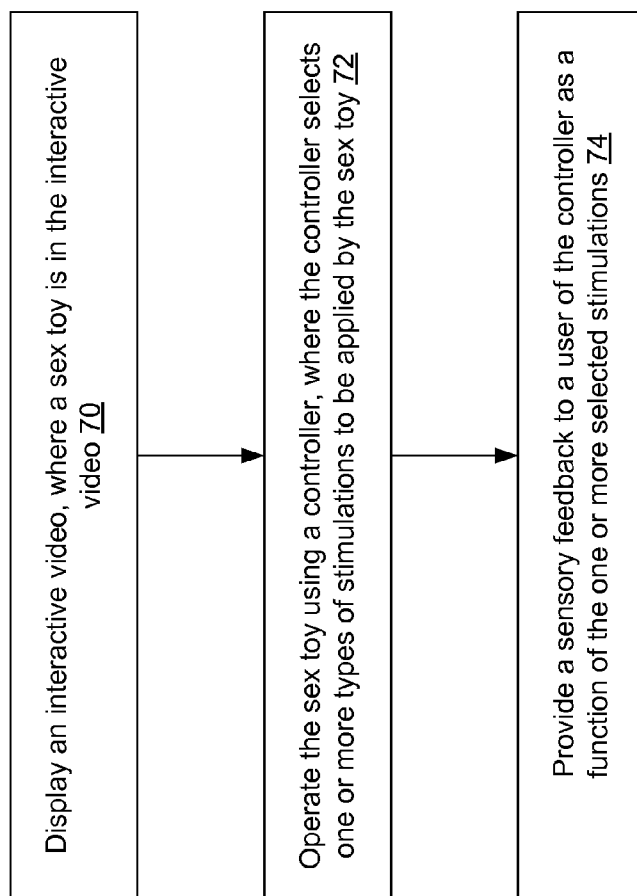 Display an interactive video, where a sex toy is in the interactive
video 70
Operate the sex toy using a controller, where the controller selects
one or more types of stimulations to be applied by the sex toy 72
Provide a sensory feedback to a user of the controller as a
function of the one or more selected stimulations 74